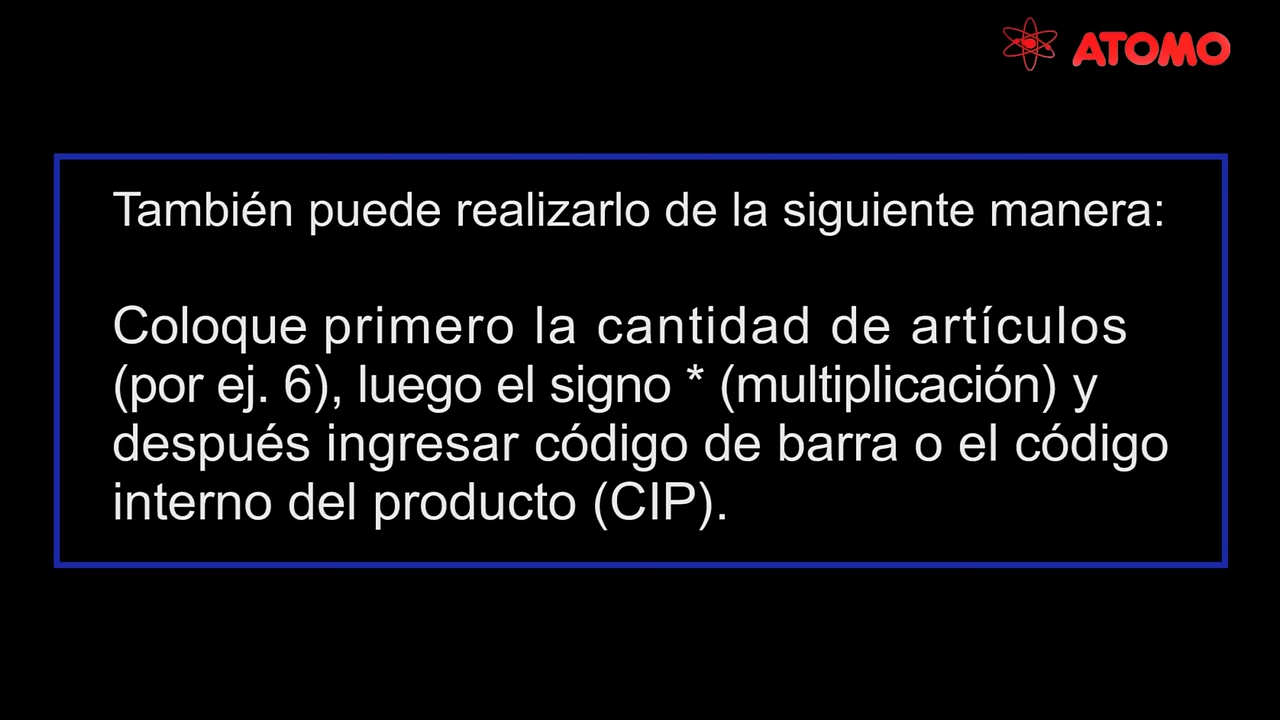 ATOMO
También puede realizarlo de la siguiente manera:
Coloque primero la cantidad de artículos
(por ej. 6), luego el signo * (multiplicación) y
después ingresar código de barra o el código
interno del producto (CIP).